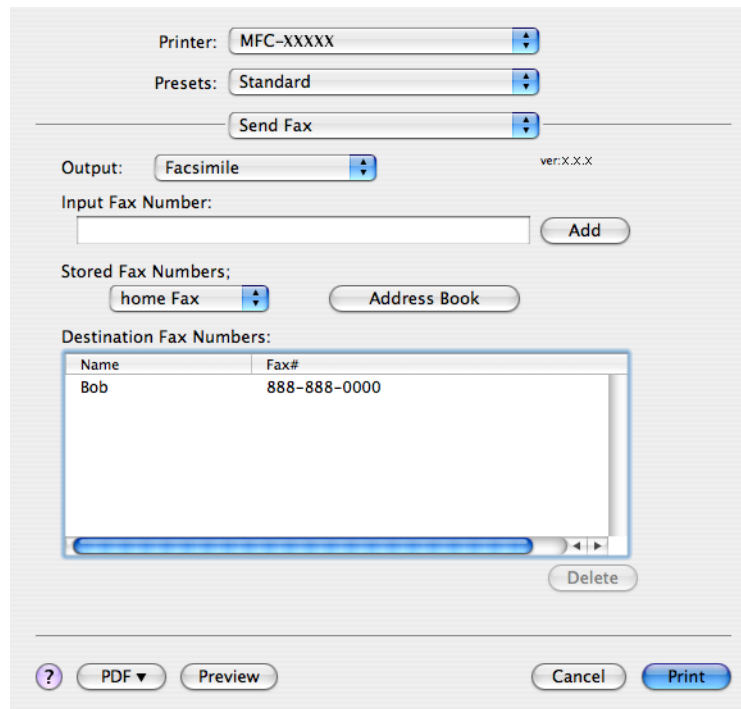 Printer: MFC-XXXXX
Presets: Standard
Send Fax
Output: Facsimile ver:X.X.X
Input Fax Number:
Add
Stored Fax Numbers;
home Fax Address Book
Destination Fax Numbers:
Name Fax#
Bob 888-888-0000
Delete
? PDF▼ Preview Cancel Print